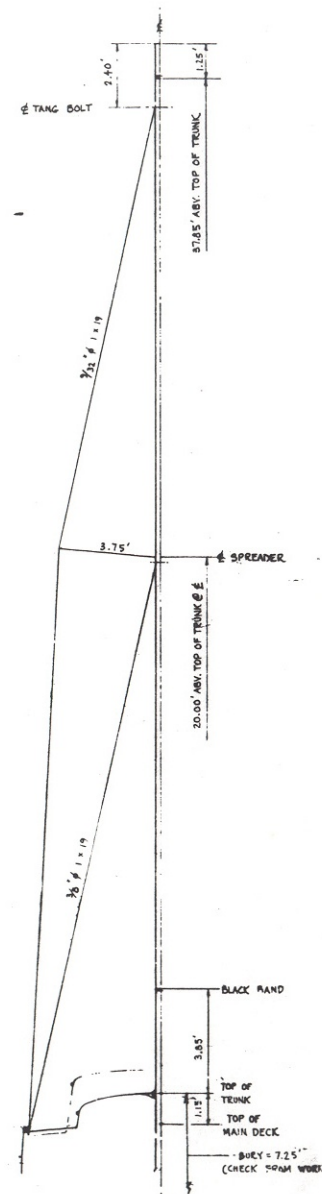 ℄
2.40'
1.25'
℄ TANG BOLT
37.85' ABV. TOP OF TRUNK
9/32" ⌀ 1 x 19
3.75'
℄ SPREADER
20.00' ABV. TOP OF TRUNK @ ℄
3/8" ⌀ 1 x 19
BLACK BAND
3.85'
TOP OF
TRUNK
1.15'
TOP OF
MAIN DECK
BURY = 7.25'
(CHECK FROM WORK